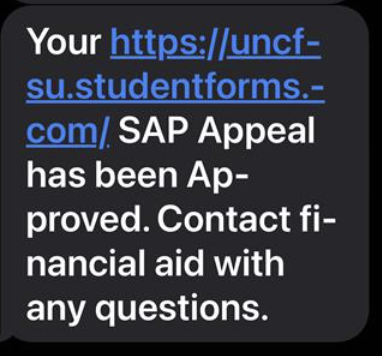 Your https://uncf-
su.studentforms.-
com/ SAP Appeal
has been Ap-
proved. Contact fi-
nancial aid with
any questions.